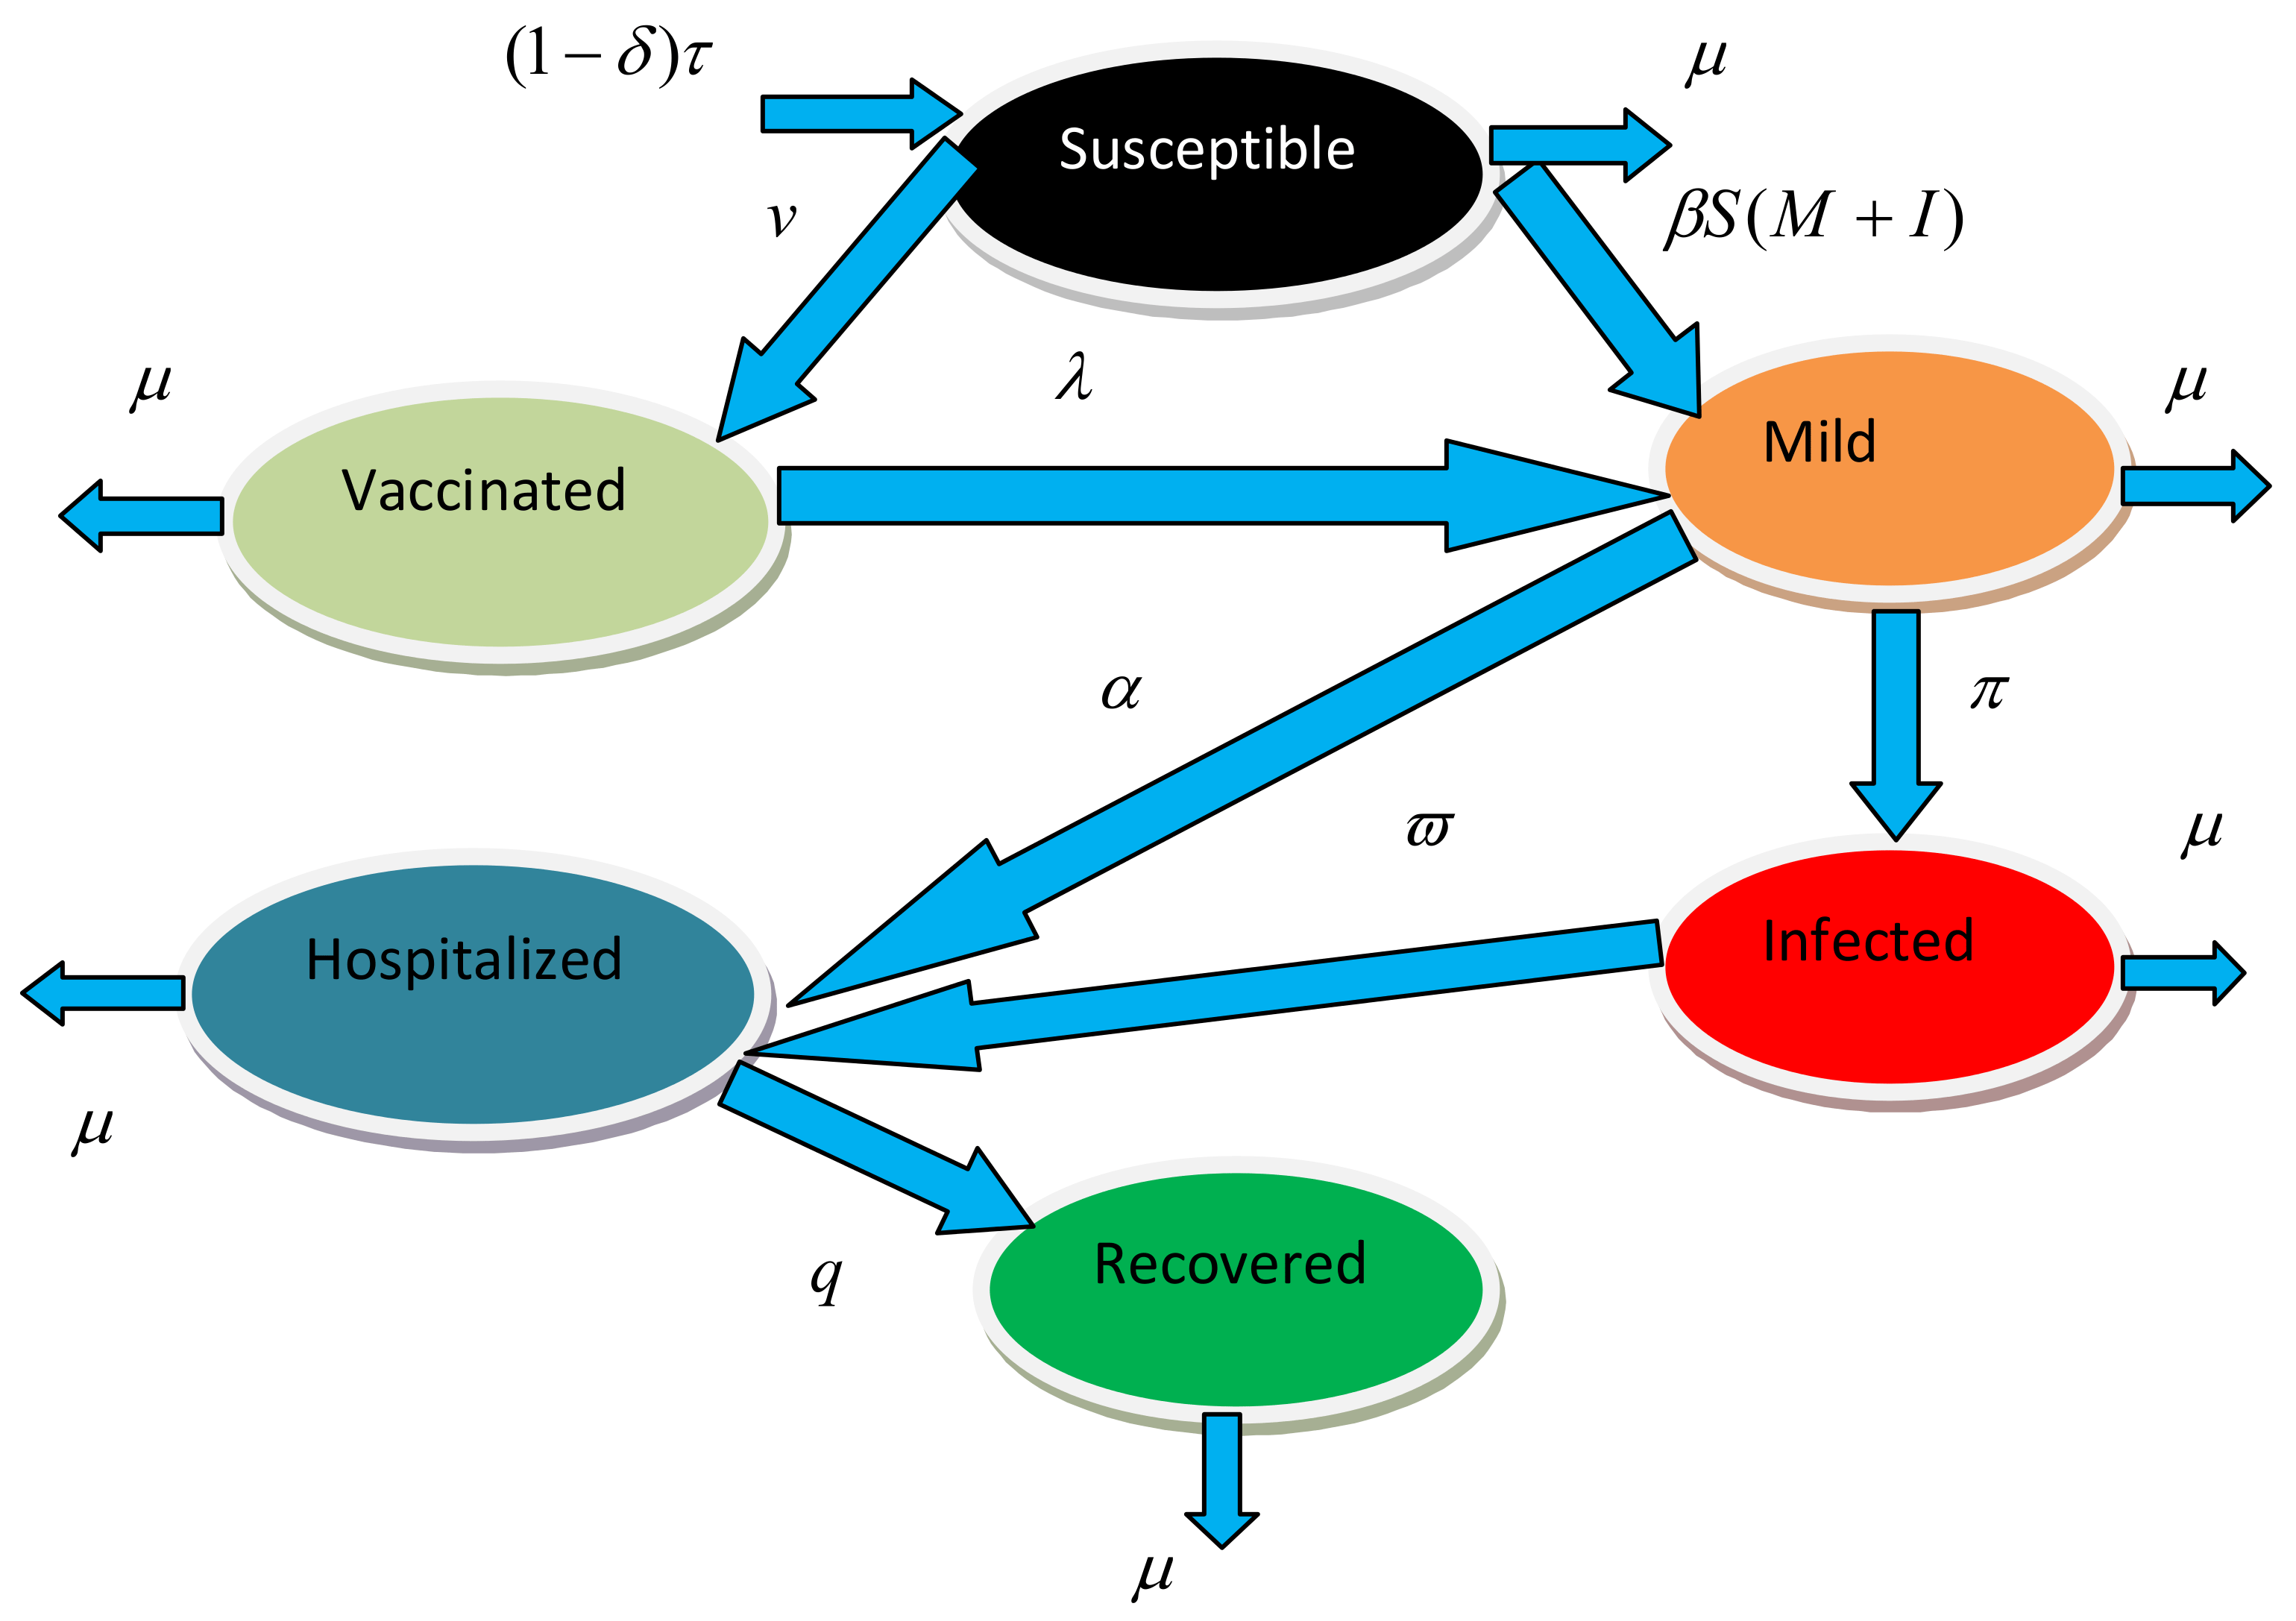 (1 − δ)τ
μ
Susceptible
ν
βS(M + I)
λ
μ
μ
Mild
Vaccinated
α
π
ϖ
μ
Hospitalized
Infected
μ
Recovered
q
μ